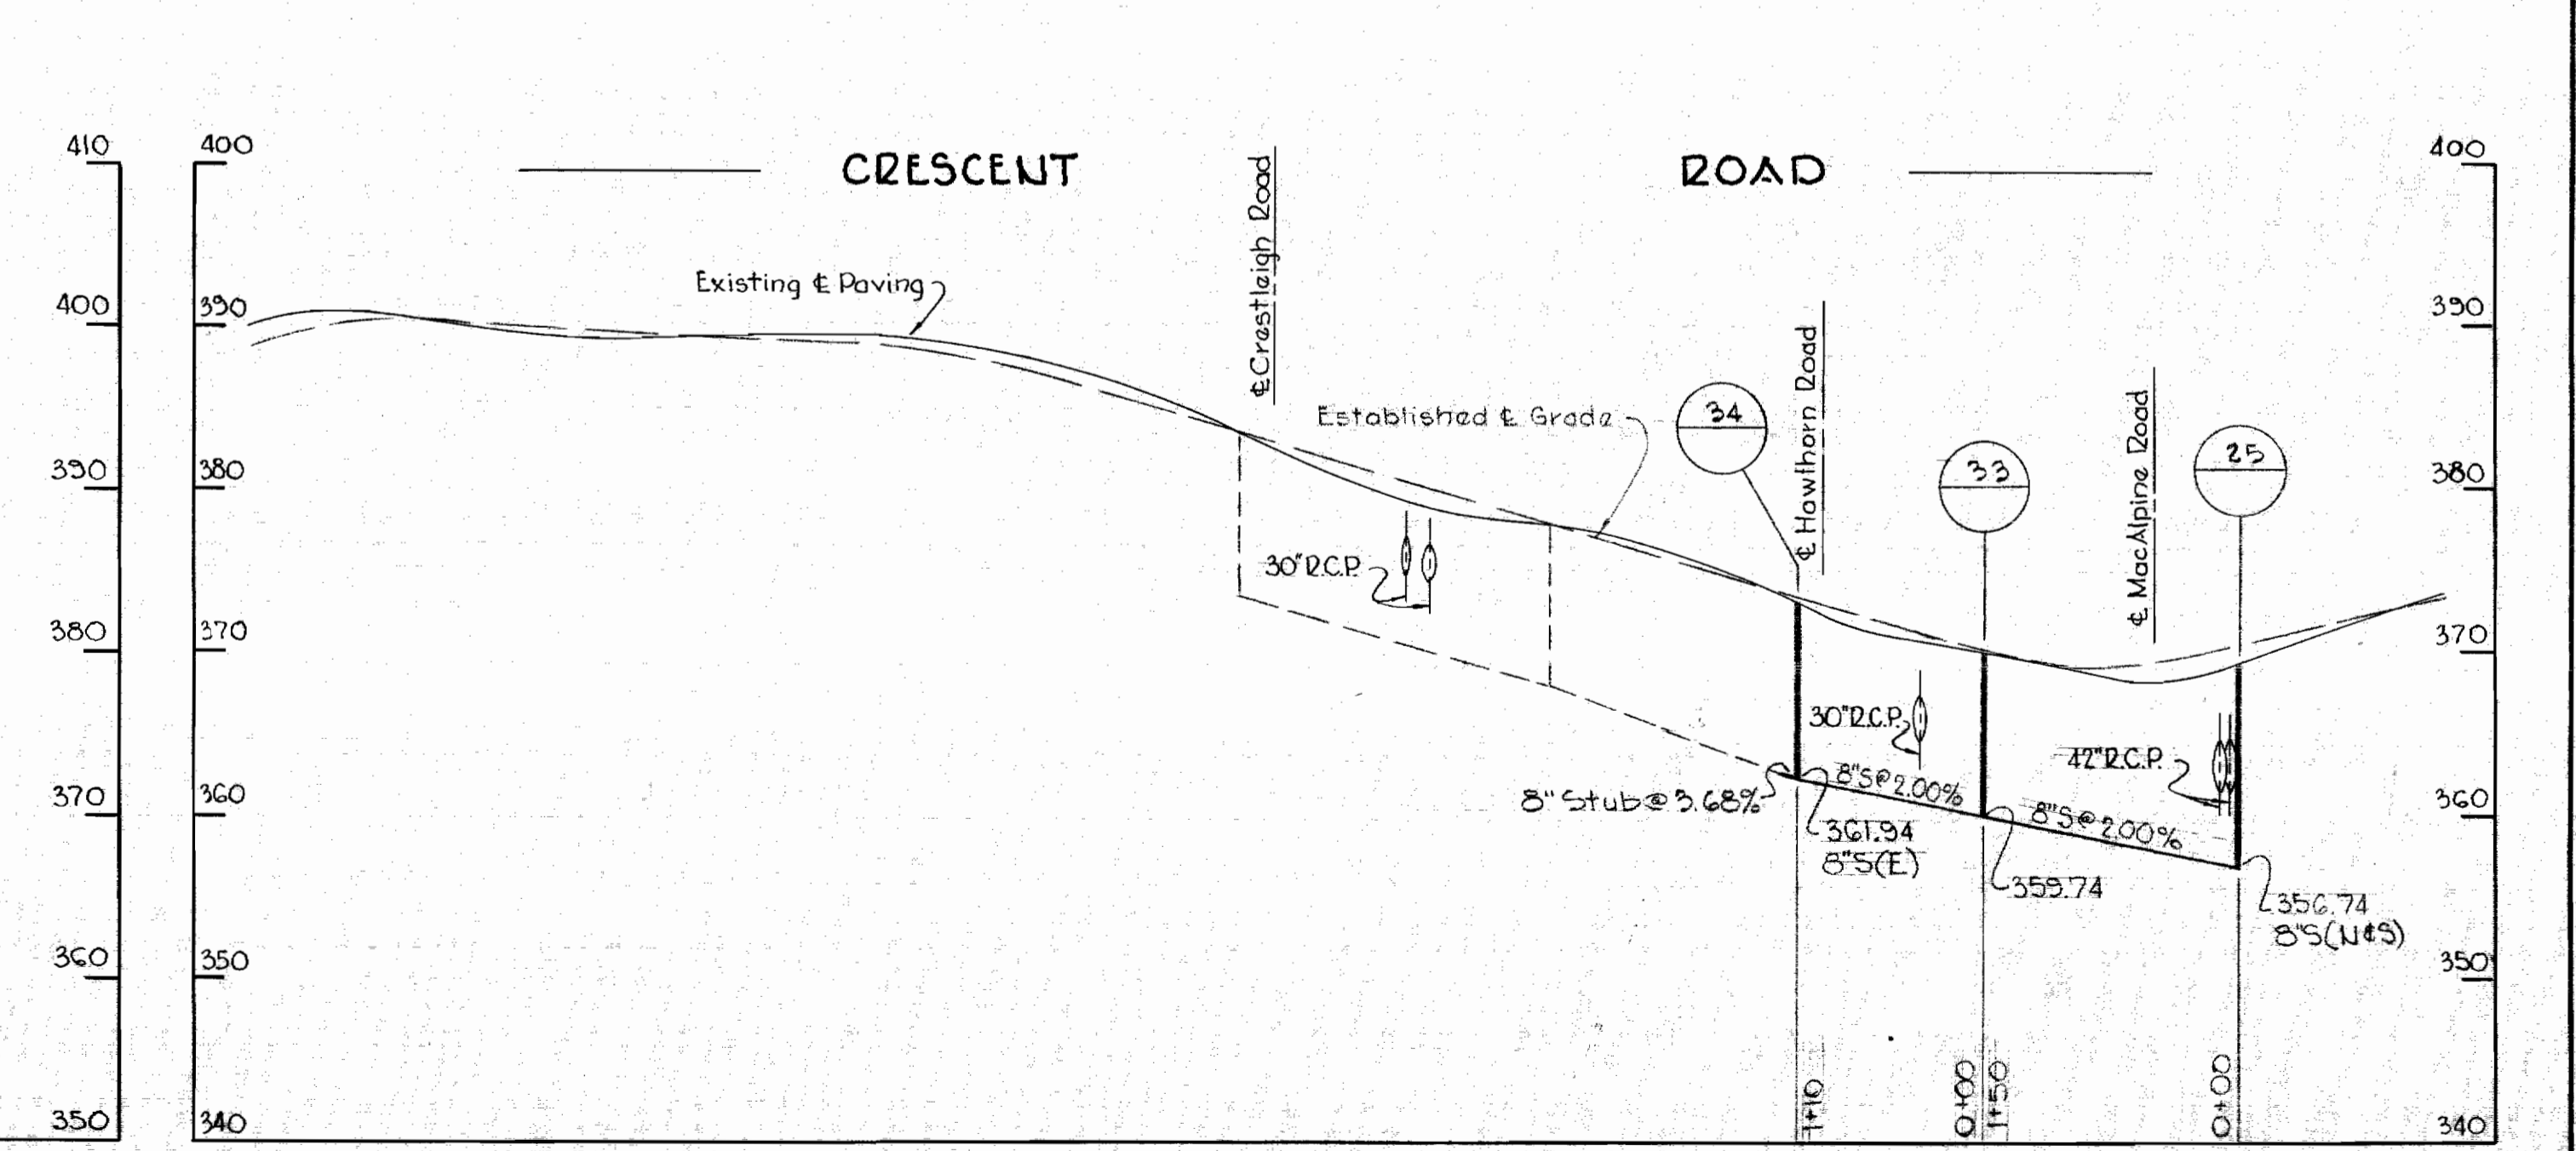 CRESCENT ROAD
410
400
390
380
370
360
350
400
390
380
370
360
350
340
Existing ℄ Paving
℄ Crestleigh Road
Established ℄ Grade
30" R.C.P.
34
℄ Hawthorn Road
33
℄ MacAlpine Road
25
30" R.C.P.
42" R.C.P.
8" Stub @ 3.68%
8"S @ 2.00%
8"S @ 2.00%
361.94
8"S(E)
359.74
356.74
8"S(N&S)
1+10
0+00
1+50
0+00
400
390
380
370
360
350
340